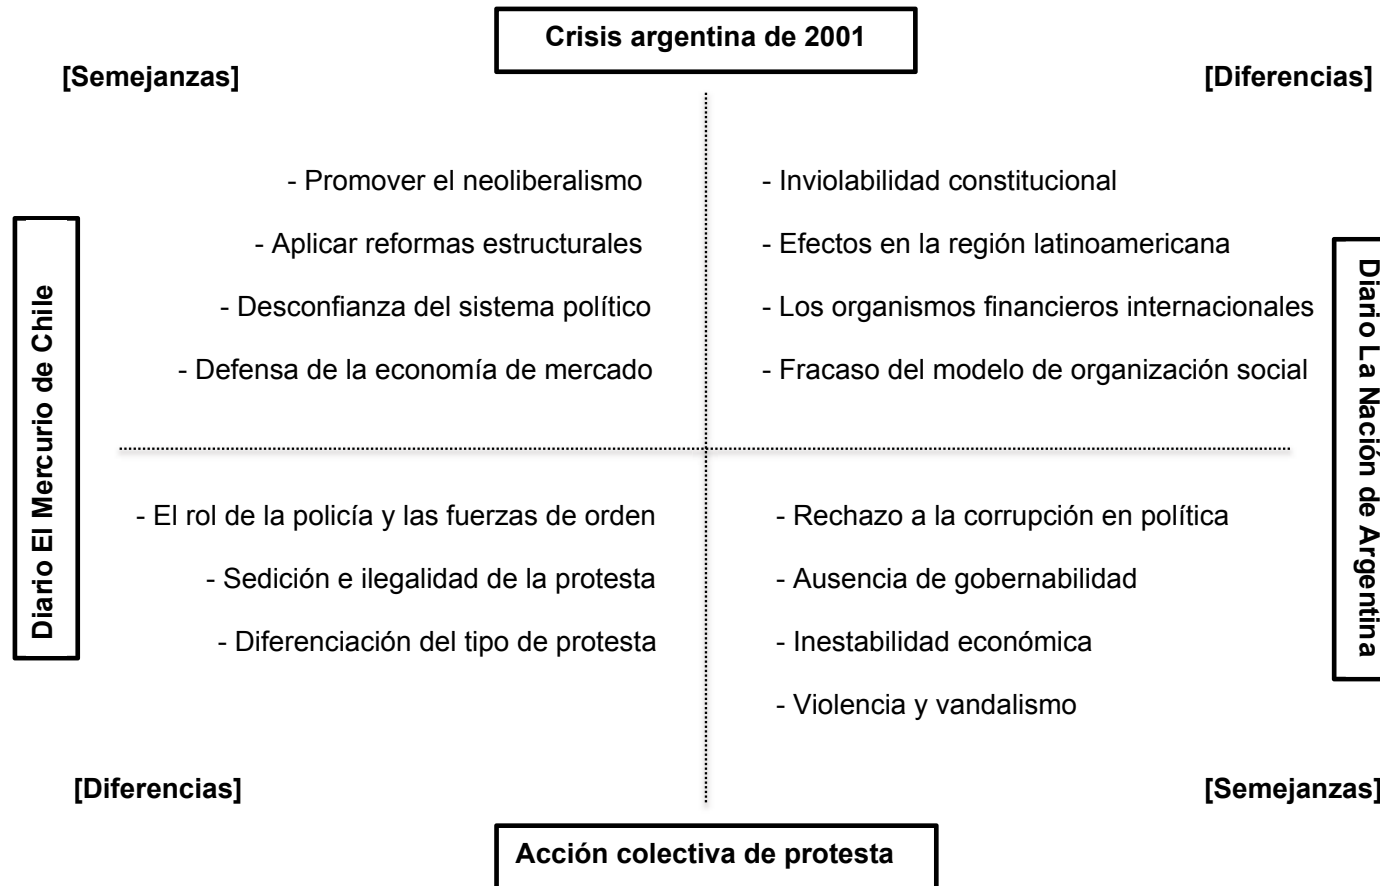 Crisis argentina de 2001
[Semejanzas]
[Diferencias]
- Promover el neoliberalismo
- Aplicar reformas estructurales
- Desconfianza del sistema político
- Defensa de la economía de mercado
- Inviolabilidad constitucional
- Efectos en la región latinoamericana
- Los organismos financieros internacionales
- Fracaso del modelo de organización social
Diario El Mercurio de Chile
Diario La Nación de Argentina
- El rol de la policía y las fuerzas de orden
- Sedición e ilegalidad de la protesta
- Diferenciación del tipo de protesta
- Rechazo a la corrupción en política
- Ausencia de gobernabilidad
- Inestabilidad económica
- Violencia y vandalismo
[Diferencias]
[Semejanzas]
Acción colectiva de protesta